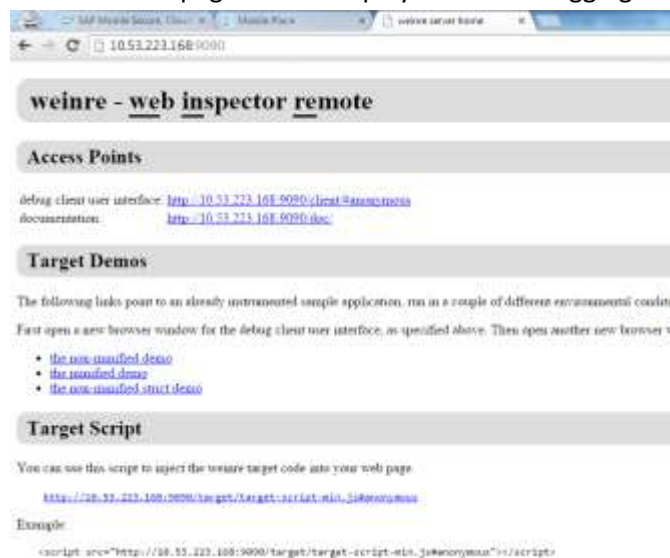 SAP Mobile Secure, Cloud Mobile Place weinre server home
10.53.223.168:9090
weinre - web inspector remote
Access Points
debug client user interface: http://10.53.223.168:9090/client/#anonymous
documentation: http://10.53.223.168:9090/doc/
Target Demos
The following links point to an already instrumented sample application, run in a couple of different environmental
First open a new browser window for the debug client user interface, as specified above. Then open another new browser
the non-minified demo
the minified demo
the non-minified strict demo
Target Script
You can use this script to inject the weinre target code into your web page.
http://10.53.223.168:9090/target/target-script-min.js#anonymous
Example
<script src="http://10.53.223.168:9090/target/target-script-min.js#anonymous"></script>